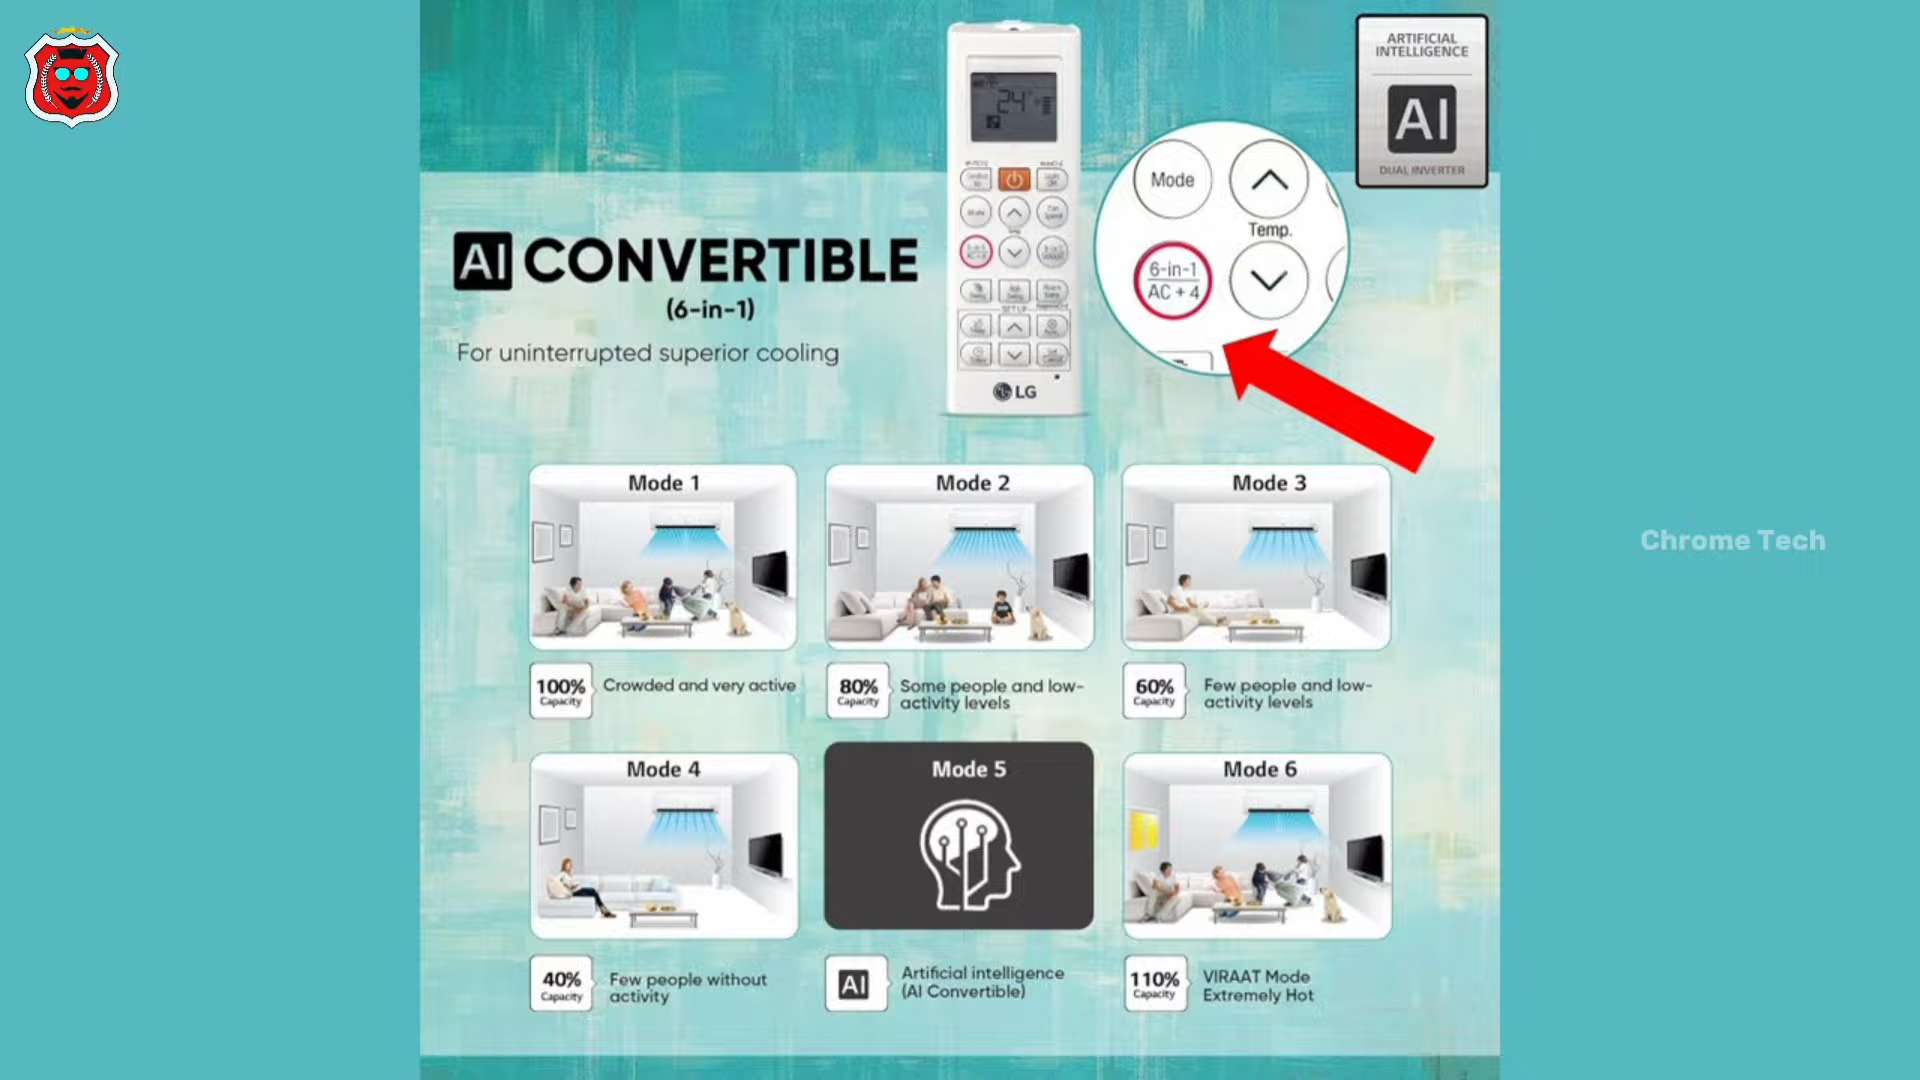 ARTIFICIAL
INTELLIGENCE
AI
DUAL INVERTER
24
Mode
Temp.
6-in-1
AC + 4
AI CONVERTIBLE
(6-in-1)
For uninterrupted superior cooling
SET UP
LG
Mode 1
Mode 2
Mode 3
100%
Capacity
Crowded and very active
80%
Capacity
Some people and low-
activity levels
60%
Capacity
Few people and low-
activity levels
Chrome Tech
Mode 4
Mode 5
Mode 6
40%
Capacity
Few people without
activity
AI
Artificial intelligence
(AI Convertible)
110%
Capacity
VIRAAT Mode
Extremely Hot